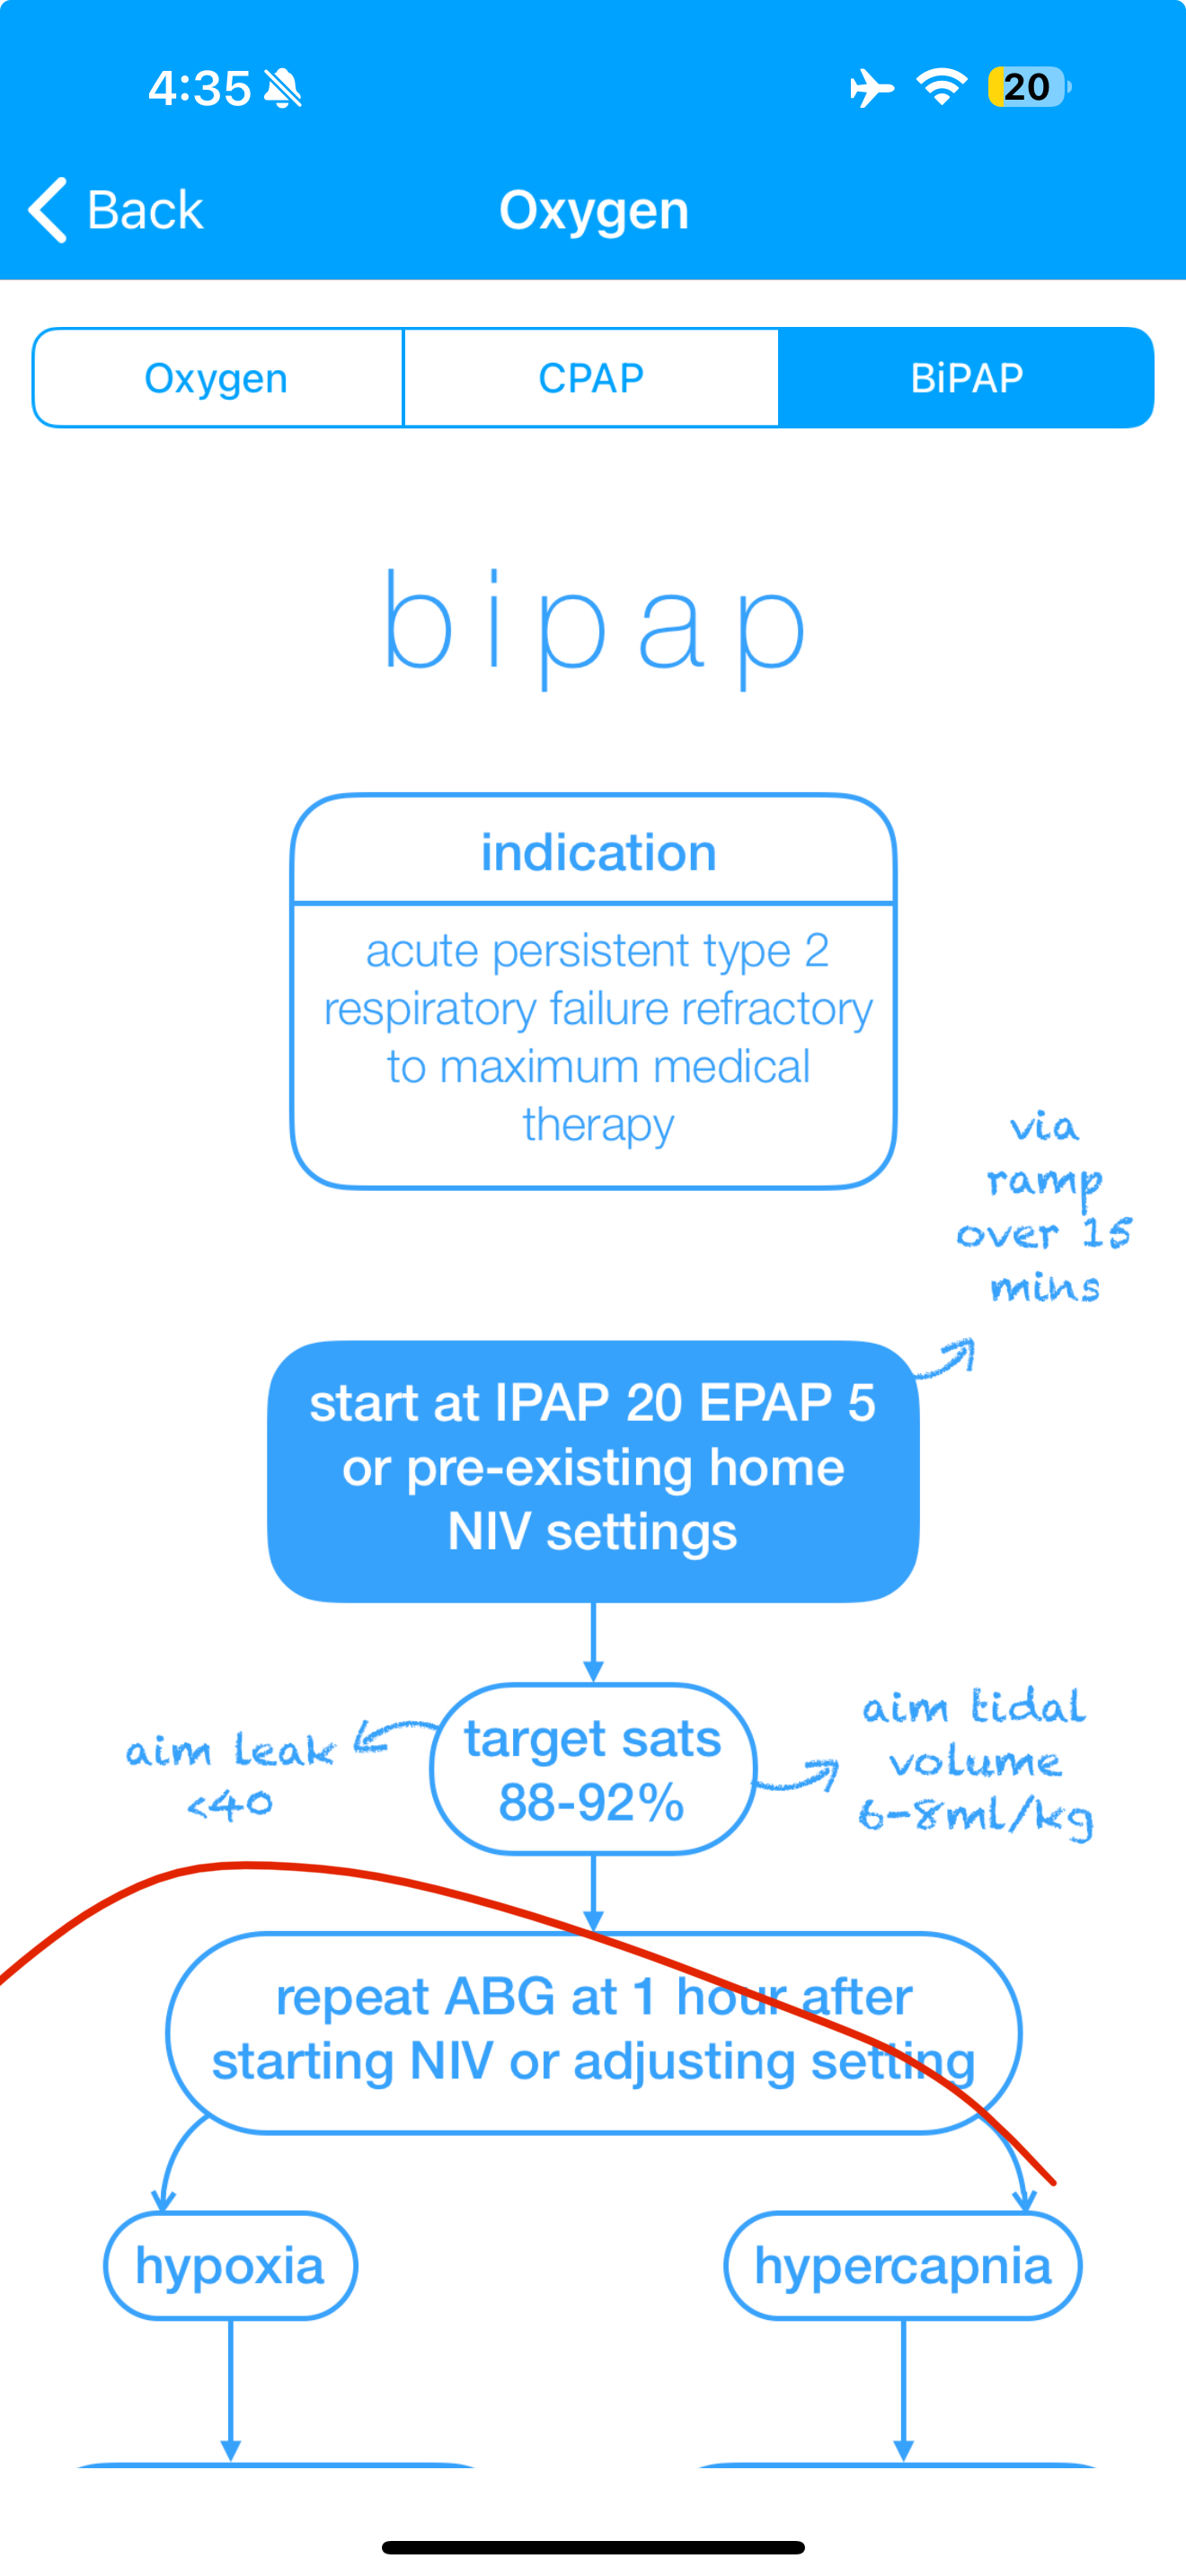 4:35
20
Back
Oxygen
Oxygen
CPAP
BiPAP
bipap
indication
acute persistent type 2
respiratory failure refractory
to maximum medical
therapy
via
ramp
over 15
mins
start at IPAP 20 EPAP 5
or pre-existing home
NIV settings
target sats
88-92%
aim leak
<40
aim tidal
volume
6-8ml/kg
repeat ABG at 1 hour after
starting NIV or adjusting setting
hypoxia
hypercapnia